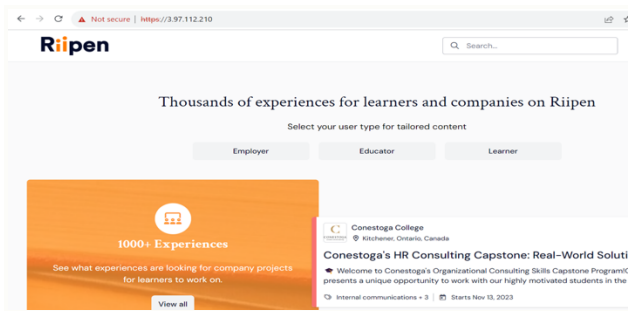 Not secure | https://3.97.112.210
Riipen
Search...
Thousands of experiences for learners and companies on Riipen
Select your user type for tailored content
Employer
Educator
Learner
1000+ Experiences
See what experiences are looking for company projects
for learners to work on.
View all
Conestoga College
Kitchener, Ontario, Canada
Conestoga's HR Consulting Capstone: Real-World Soluti
Welcome to Conestoga's Organizational Consulting Skills Capstone Program!C
presents a unique opportunity to work with our highly motivated students in the
Internal communications + 3 | Starts Nov 13, 2023